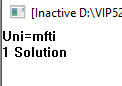 [Inactive D:\VIP52
Uni=mfti
1 Solution